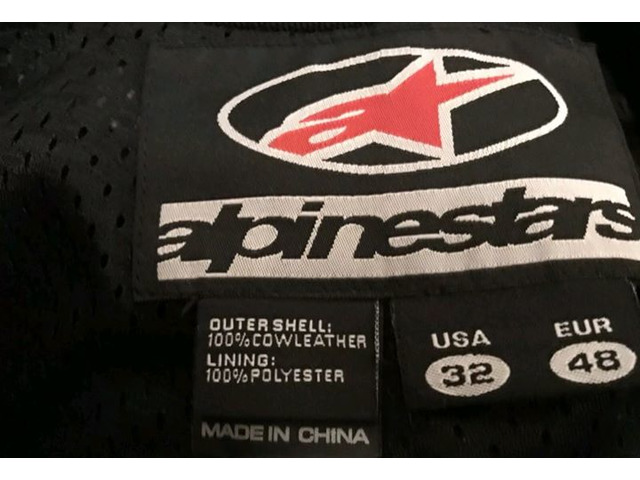 alpinestars
OUTER SHELL:
100% COWLEATHER
LINING:
100% POLYESTER
MADE IN CHINA
USA
32
EUR
48